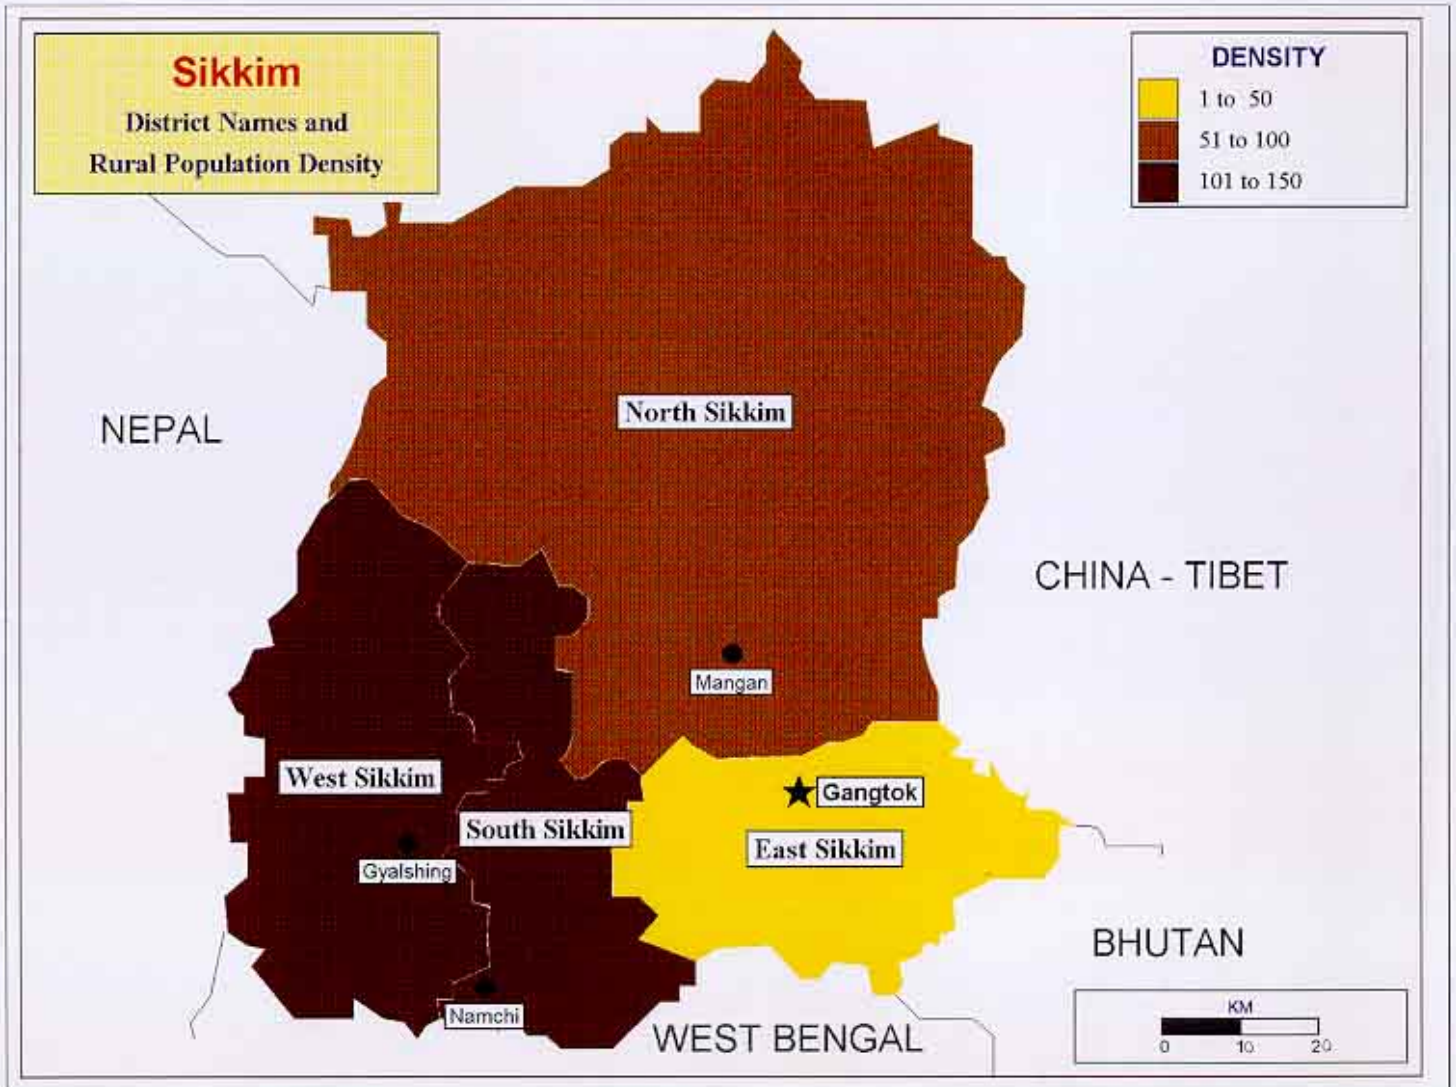 Sikkim
District Names and
Rural Population Density
DENSITY
1 to 50
51 to 100
101 to 150
North Sikkim
NEPAL
CHINA - TIBET
Mangan
West Sikkim
Gangtok
South Sikkim
East Sikkim
Gyalshing
BHUTAN
Namchi
WEST BENGAL
KM
0 10 20